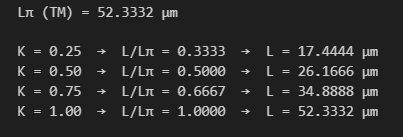 Lπ (TM) = 52.3332 μm
K = 0.25 → L/Lπ = 0.3333 → L = 17.4444 μm
K = 0.50 → L/Lπ = 0.5000 → L = 26.1666 μm
K = 0.75 → L/Lπ = 0.6667 → L = 34.8888 μm
K = 1.00 → L/Lπ = 1.0000 → L = 52.3332 μm